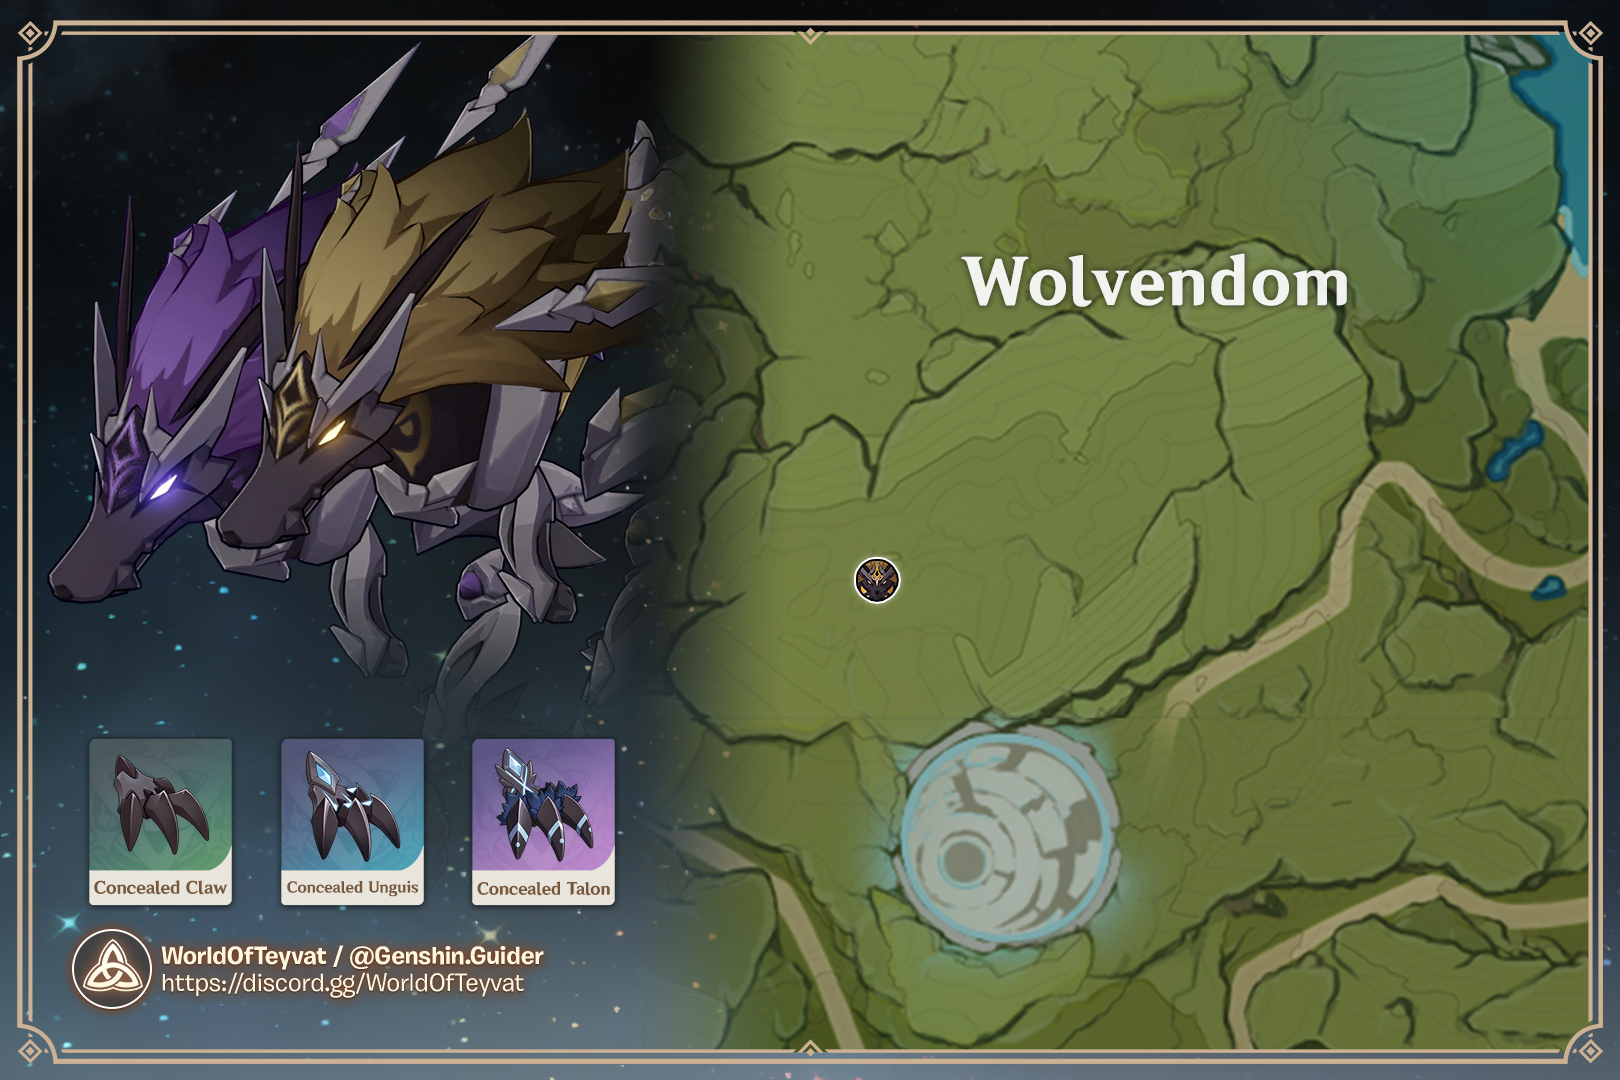 Wolvendom
Concealed Claw
Concealed Unguis
Concealed Talon
WorldOfTeyvat / @Genshin.Guider
https://discord.gg/WorldOfTeyvat